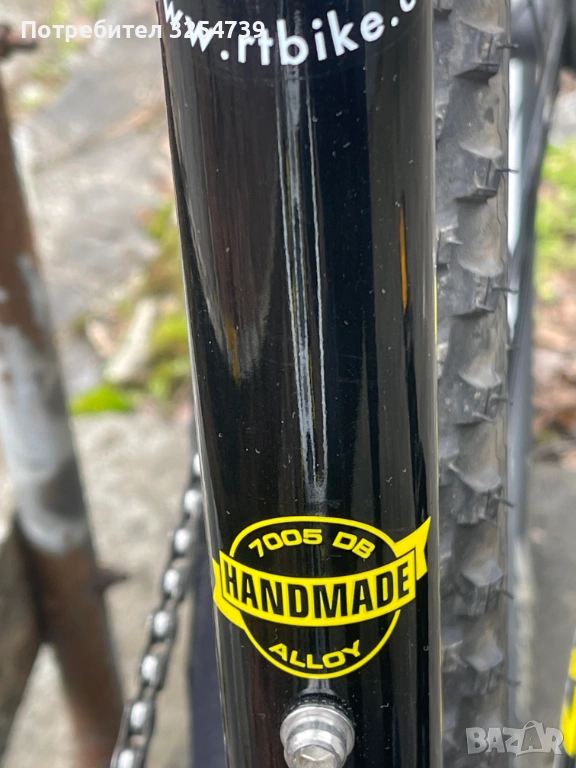 Потребител 3254739
www.rtbike.
7005 DB
HANDMADE
ALLOY
BAZAR